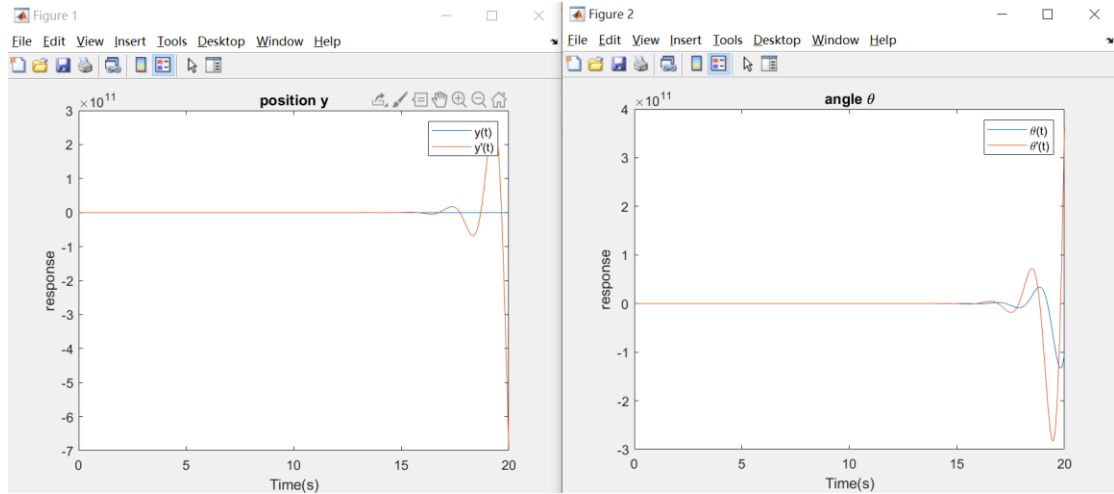 Figure 1
File Edit View Insert Tools Desktop Window Help
position y
×10^11
3
2
1
0
-1
-2
-3
-4
-5
-6
-7
response
0 5 10 15 20
Time(s)
y(t)
y'(t)
Figure 2
File Edit View Insert Tools Desktop Window Help
angle θ
×10^11
4
3
2
1
0
-1
-2
-3
response
0 5 10 15 20
Time(s)
θ(t)
θ'(t)